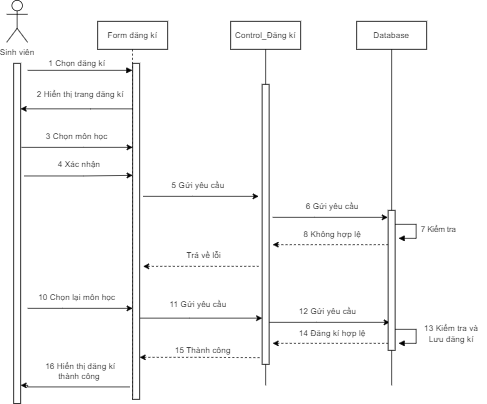 Form đăng kí
Control_Đăng kí
Database
Sinh viên
1 Chọn đăng kí
2 Hiển thị trang đăng kí
3 Chọn môn học
4 Xác nhận
5 Gửi yêu cầu
6 Gửi yêu cầu
7 Kiểm tra
8 Không hợp lệ
Trả về lỗi
10 Chọn lại môn học
11 Gửi yêu cầu
12 Gửi yêu cầu
13 Kiểm tra và
Lưu đăng kí
14 Đăng kí hợp lệ
15 Thành công
16 Hiển thị đăng kí
thành công